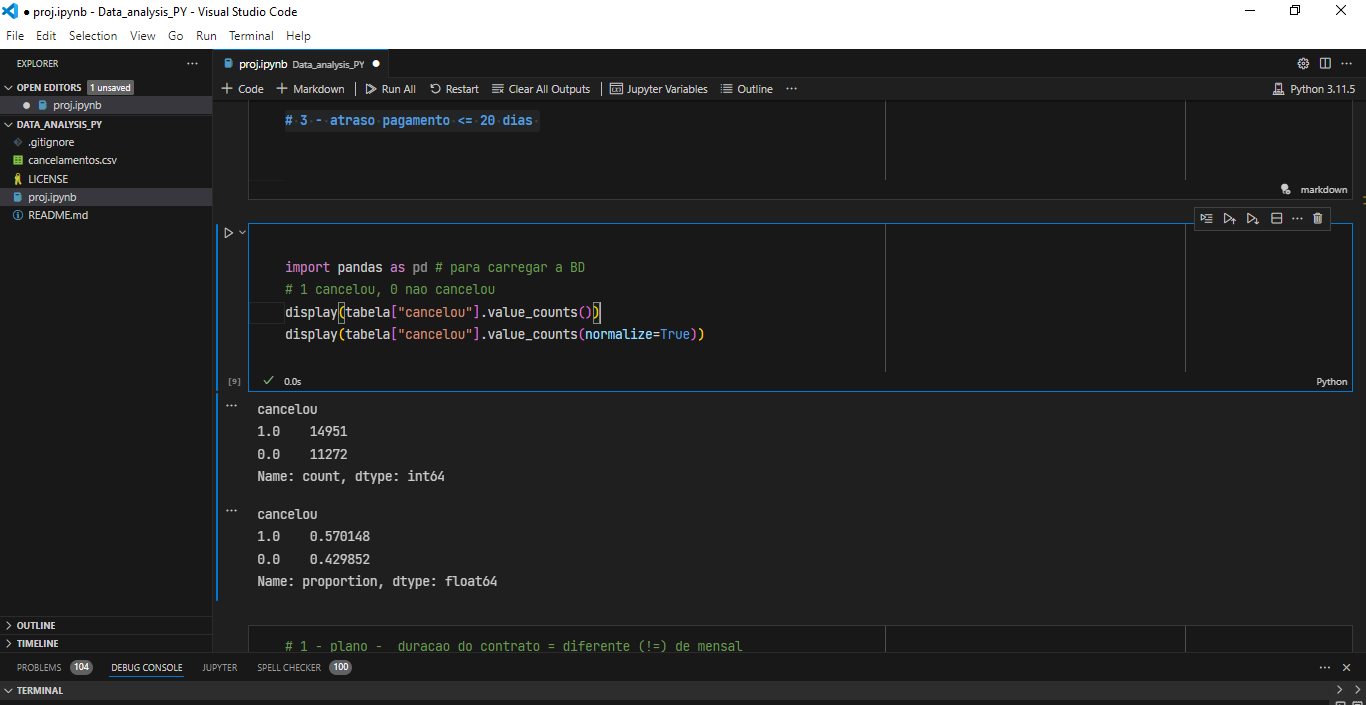 ● proj.ipynb - Data_analysis_PY - Visual Studio Code
File Edit Selection View Go Run Terminal Help
EXPLORER ···
OPEN EDITORS 1 unsaved
● proj.ipynb
DATA_ANALYSIS_PY
.gitignore
cancelamentos.csv
LICENSE
proj.ipynb
README.md
OUTLINE
TIMELINE
proj.ipynb Data_analysis_PY ●
+ Code + Markdown | Run All Restart Clear All Outputs | Jupyter Variables Outline ··· Python 3.11.5
# 3 - atraso pagamento <= 20 dias
markdown
import pandas as pd # para carregar a BD
# 1 cancelou, 0 nao cancelou
display(tabela["cancelou"].value_counts())
display(tabela["cancelou"].value_counts(normalize=True))
[9] ✓ 0.0s Python
cancelou
1.0    14951
0.0    11272
Name: count, dtype: int64
cancelou
1.0    0.570148
0.0    0.429852
Name: proportion, dtype: float64
# 1 - plano -  duracao do contrato = diferente (!=) de mensal
PROBLEMS 104 DEBUG CONSOLE JUPYTER SPELL CHECKER 100
TERMINAL